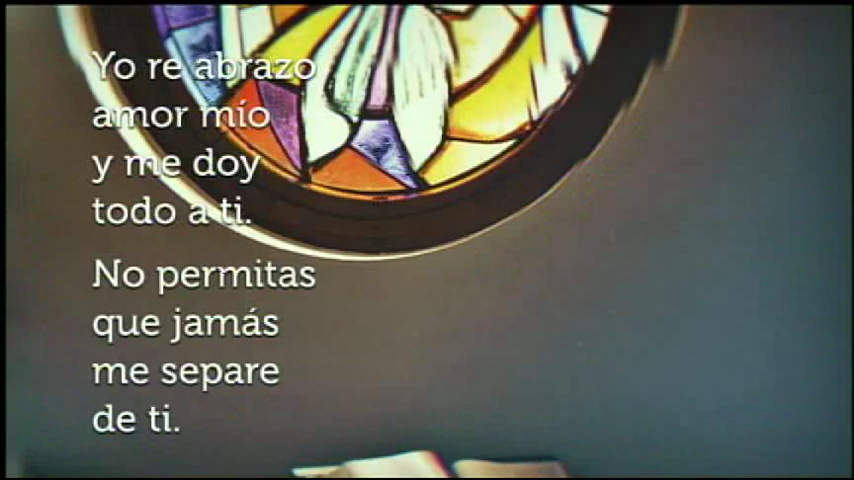 Yo re abrazo
amor mío
y me doy
todo a ti.
No permitas
que jamás
me separe
de ti.